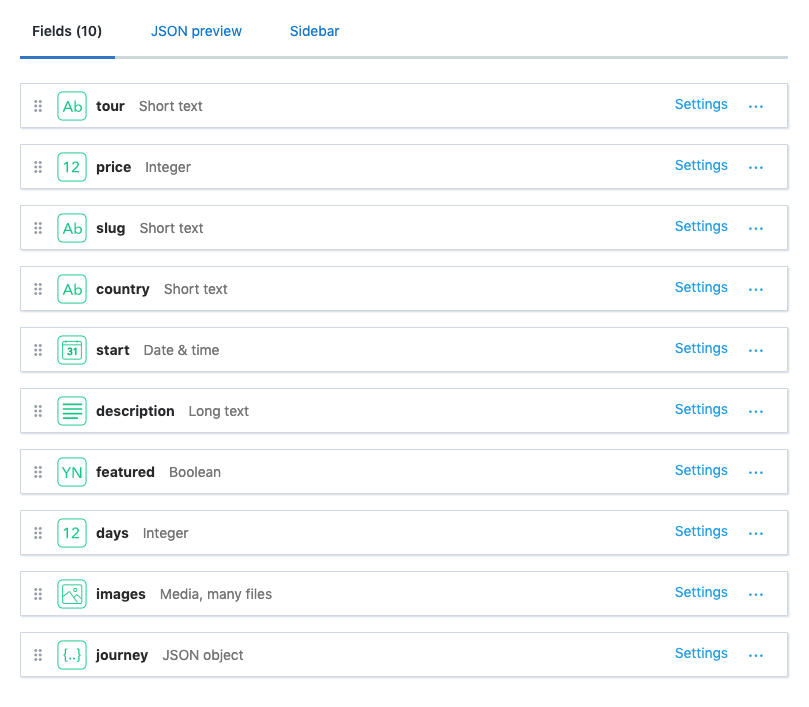 Fields (10) JSON preview Sidebar
Ab tour Short text Settings ...
12 price Integer Settings ...
Ab slug Short text Settings ...
Ab country Short text Settings ...
31 start Date & time Settings ...
description Long text Settings ...
YN featured Boolean Settings ...
12 days Integer Settings ...
images Media, many files Settings ...
{..} journey JSON object Settings ...